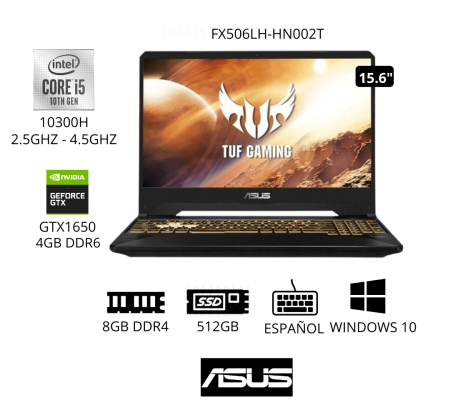 FX506LH-HN002T
intel
CORE i5
10TH GEN
10300H
2.5GHZ - 4.5GHZ
15.6"
TUF GAMING
ASUS
NVIDIA
GEFORCE
GTX
GTX1650
4GB DDR6
SSD
8GB DDR4
512GB
ESPAÑOL
WINDOWS 10
ASUS